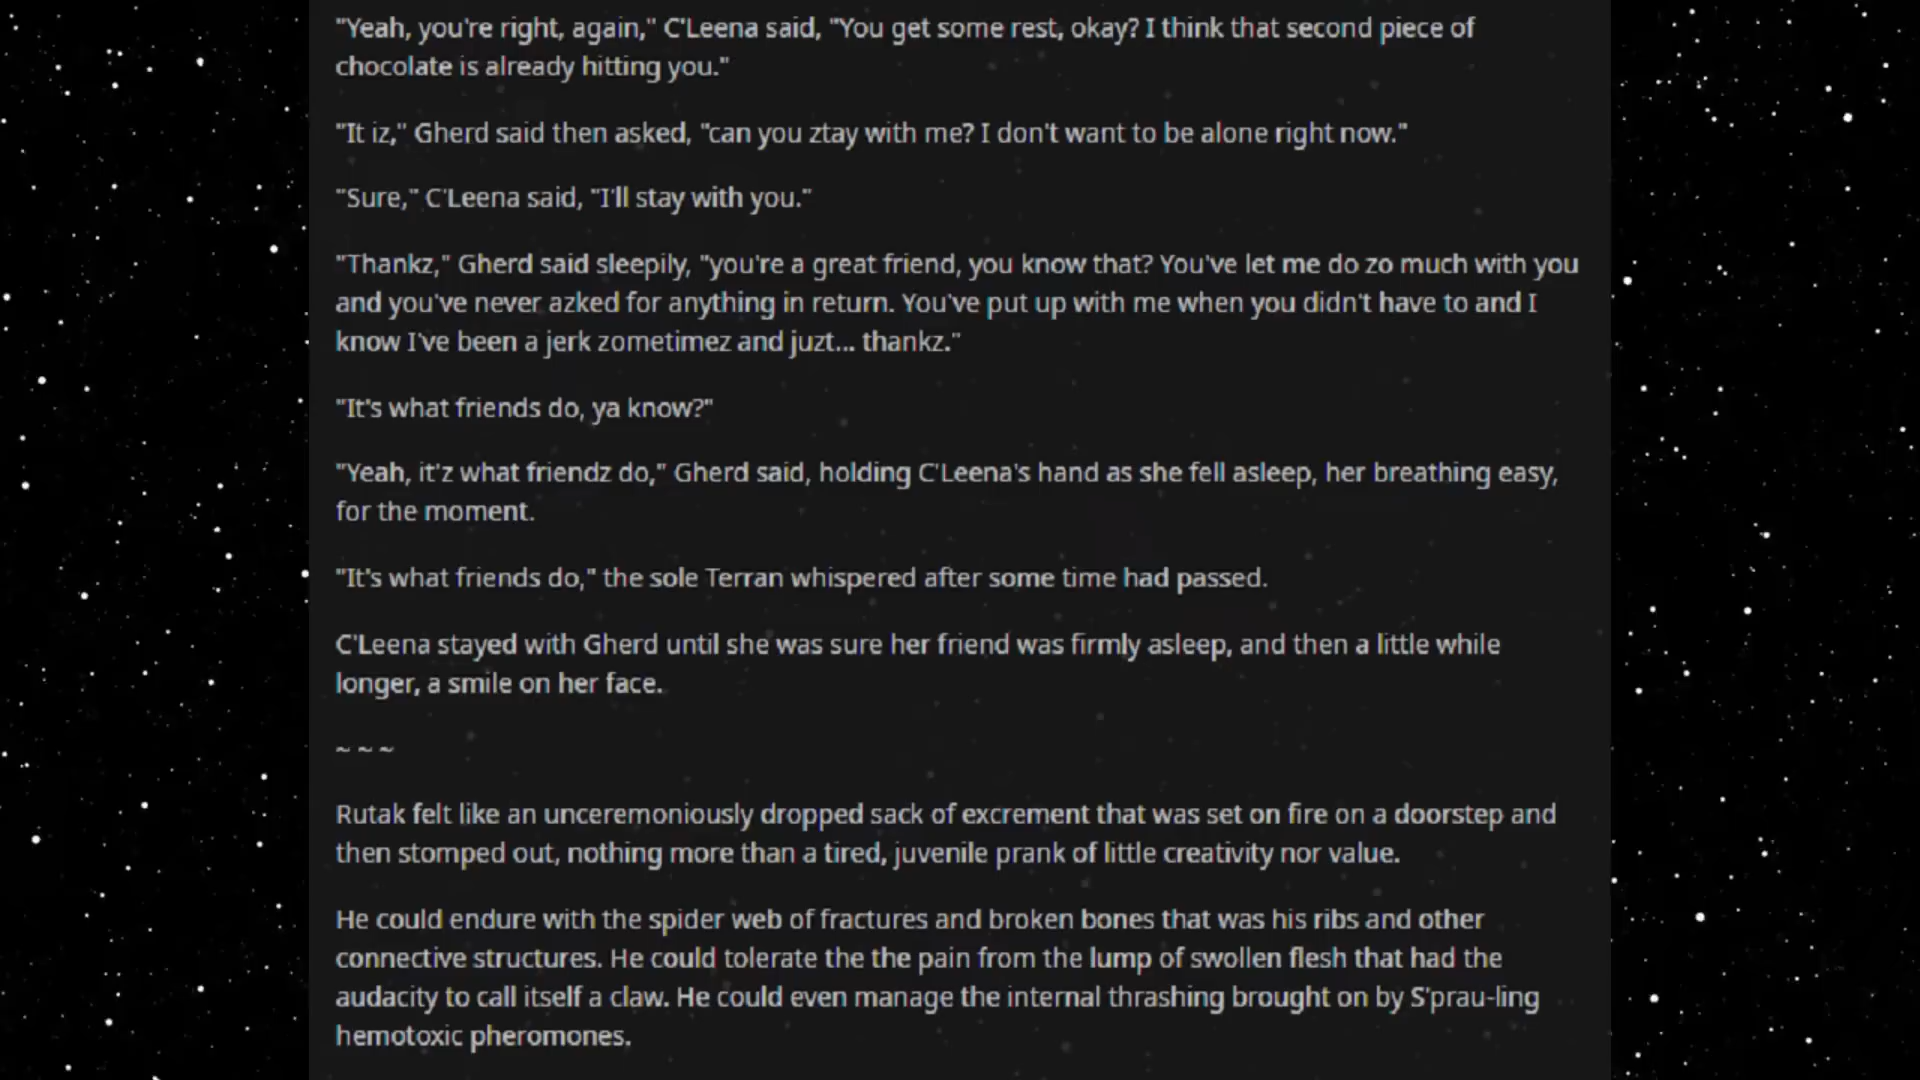 "Yeah, you're right, again," C'Leena said, "You get some rest, okay? I think that second piece of
chocolate is already hitting you."
"It iz," Gherd said then asked, "can you ztay with me? I don't want to be alone right now."
"Sure," C'Leena said, "I'll stay with you."
"Thankz," Gherd said sleepily, "you're a great friend, you know that? You've let me do zo much with you
and you've never azked for anything in return. You've put up with me when you didn't have to and I
know I've been a jerk zometimez and juzt... thankz."
"It's what friends do, ya know?"
"Yeah, it'z what friendz do," Gherd said, holding C'Leena's hand as she fell asleep, her breathing easy,
for the moment.
"It's what friends do," the sole Terran whispered after some time had passed.
C'Leena stayed with Gherd until she was sure her friend was firmly asleep, and then a little while
longer, a smile on her face.
~ ~ ~
Rutak felt like an unceremoniously dropped sack of excrement that was set on fire on a doorstep and
then stomped out, nothing more than a tired, juvenile prank of little creativity nor value.
He could endure with the spider web of fractures and broken bones that was his ribs and other
connective structures. He could tolerate the the pain from the lump of swollen flesh that had the
audacity to call itself a claw. He could even manage the internal thrashing brought on by S'prau-ling
hemotoxic pheromones.